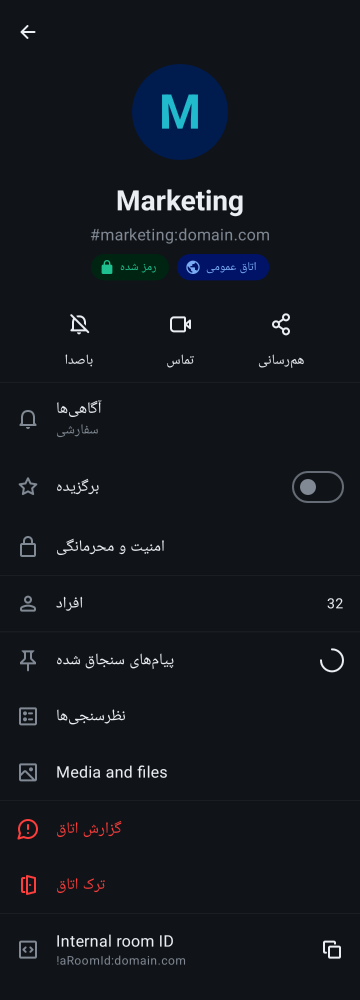 M
Marketing
#marketing:domain.com
رمز شده
اتاق عمومی
باصدا
تماس
هم‌رسانی
آگاهی‌ها
سفارشی
برگزیده
امنیت و محرمانگی
افراد
32
پیام‌های سنجاق شده
نظرسنجی‌ها
Media and files
گزارش اتاق
ترک اتاق
Internal room ID
!aRoomId:domain.com